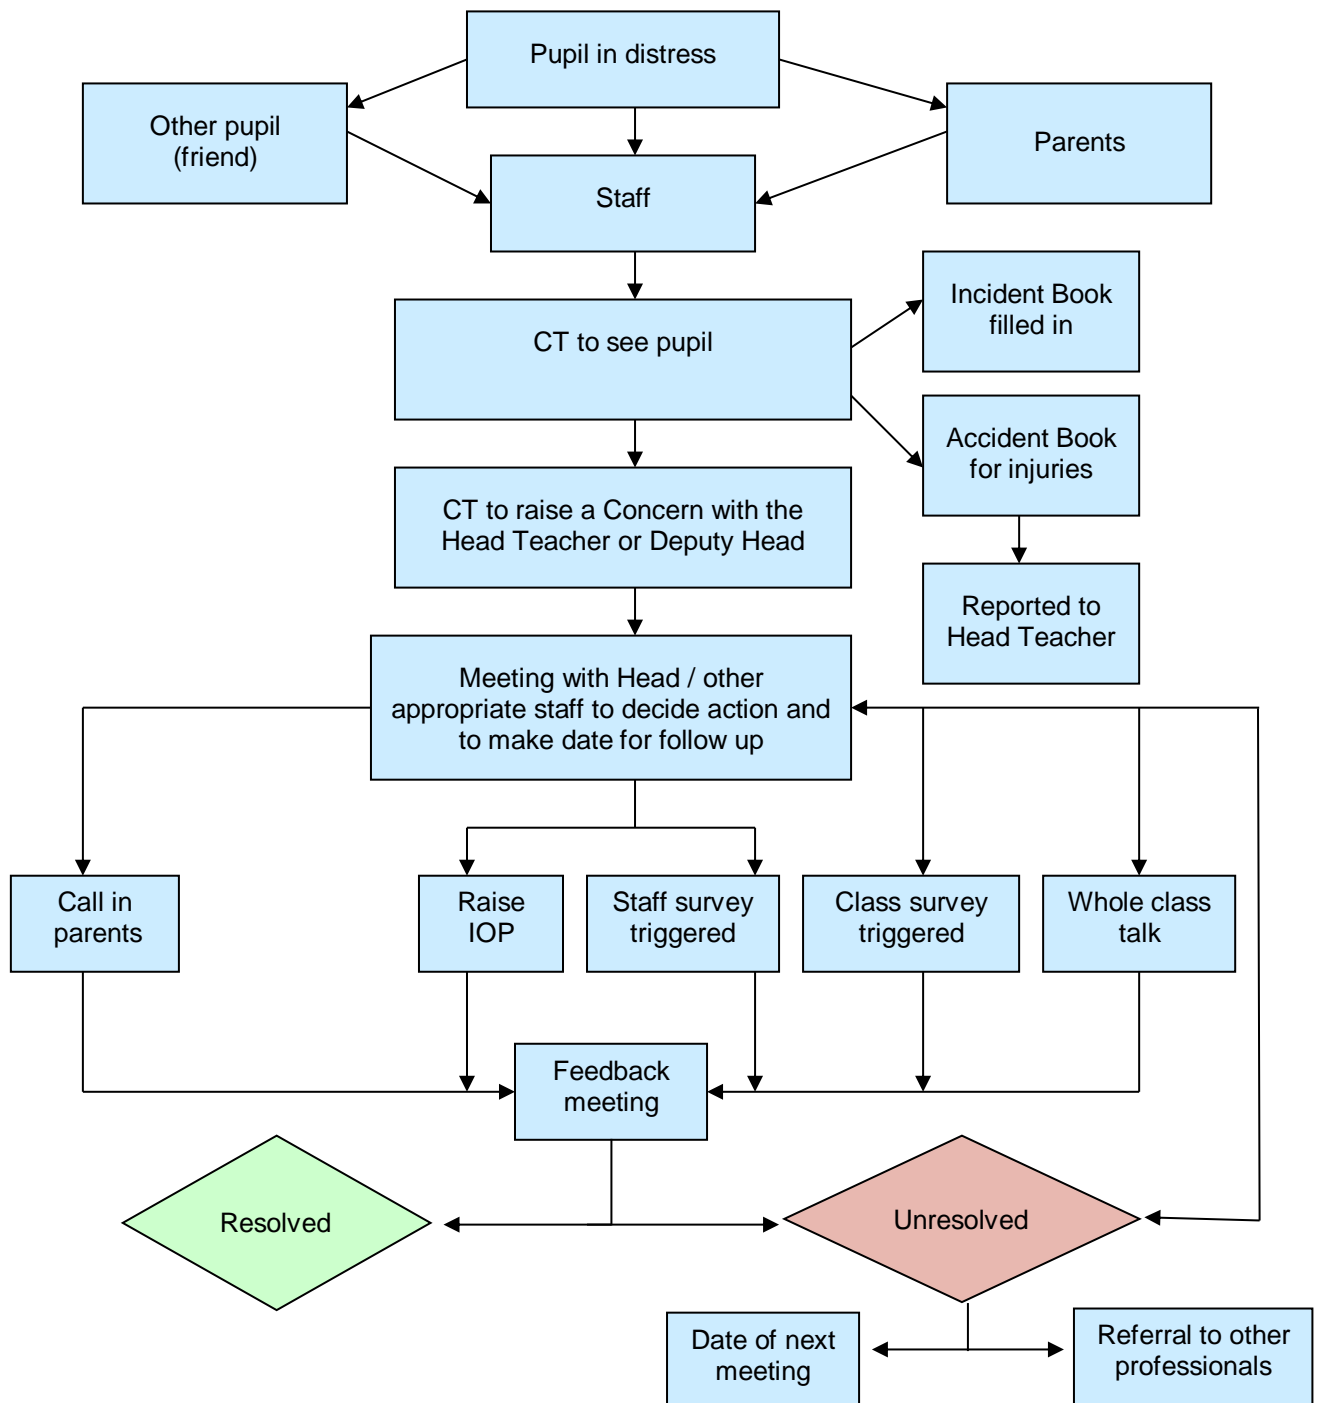 Pupil in distress
Other pupil
(friend)
Parents
Staff
Incident Book
filled in
CT to see pupil
Accident Book
for injuries
CT to raise a Concern with the
Head Teacher or Deputy Head
Reported to
Head Teacher
Meeting with Head / other
appropriate staff to decide action and
to make date for follow up
Call in
parents
Raise
IOP
Staff survey
triggered
Class survey
triggered
Whole class
talk
Feedback
meeting
Resolved
Unresolved
Date of next
meeting
Referral to other
professionals